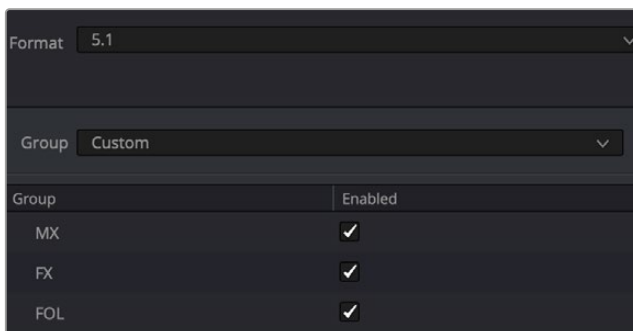 Format 5.1
Group Custom
Group Enabled
MX
FX
FOL